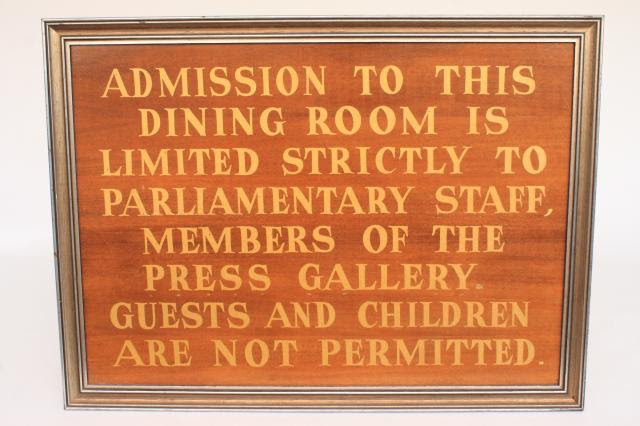 ADMISSION TO THIS
DINING ROOM IS
LIMITED STRICTLY TO
PARLIAMENTARY STAFF,
MEMBERS OF THE
PRESS GALLERY.
GUESTS AND CHILDREN
ARE NOT PERMITTED.